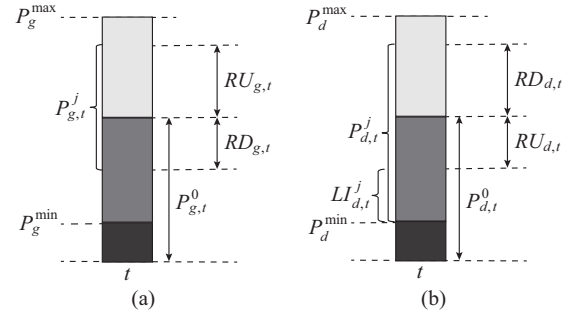 P_g^max
RU_{g,t}
P_{g,t}^j
RD_{g,t}
P_{g,t}^0
P_g^min
t
(a)
P_d^max
RD_{d,t}
P_{d,t}^j
RU_{d,t}
LI_{d,t}^j
P_{d,t}^0
P_d^min
t
(b)